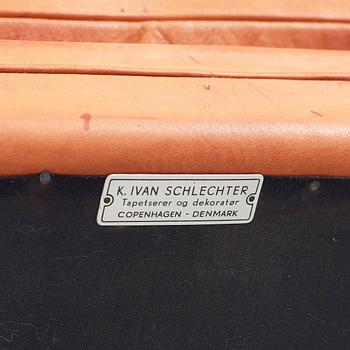 K. IVAN SCHLECHTER
Tapetserer og dekoratør
COPENHAGEN - DENMARK